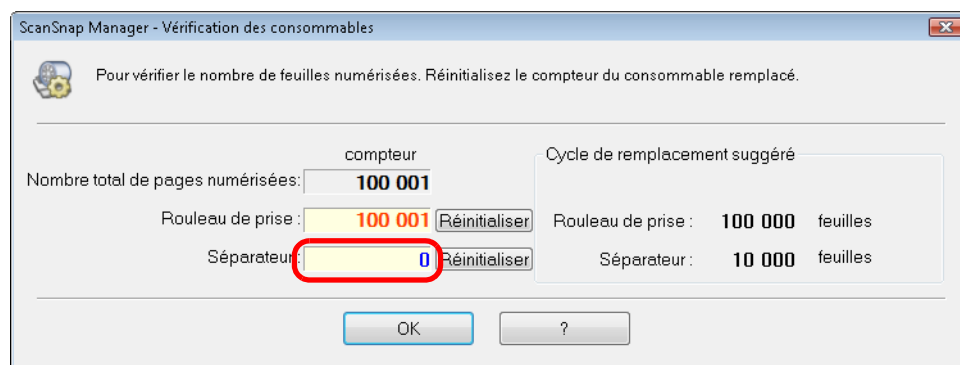 ScanSnap Manager - Vérification des consommables
Pour vérifier le nombre de feuilles numérisées. Réinitialisez le compteur du consommable remplacé.
compteur
Cycle de remplacement suggéré
Nombre total de pages numérisées: 100 001
Rouleau de prise : 100 001 Réinitialiser Rouleau de prise : 100 000 feuilles
Séparateur: 0 Réinitialiser Séparateur : 10 000 feuilles
OK ?